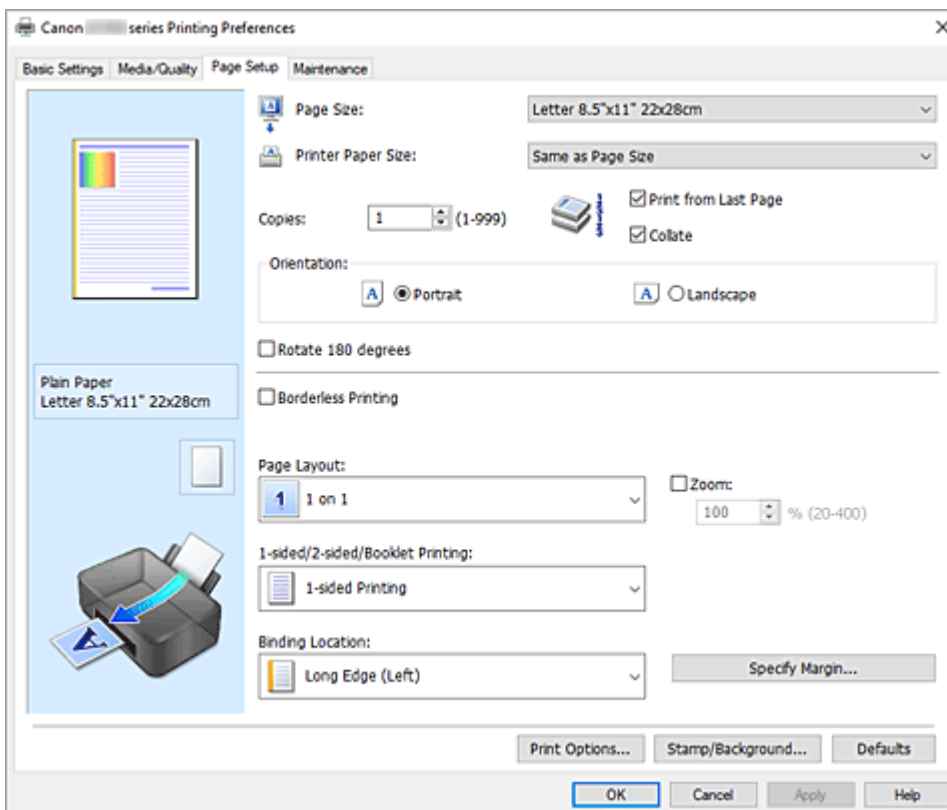 Canon series Printing Preferences
Basic Settings Media/Quality Page Setup Maintenance
Page Size: Letter 8.5"x11" 22x28cm
Printer Paper Size: Same as Page Size
Copies: 1 (1-999)
Print from Last Page
Collate
Orientation:
A Portrait A Landscape
Rotate 180 degrees
Plain Paper
Letter 8.5"x11" 22x28cm
Borderless Printing
Page Layout:
1 1 on 1
Zoom:
100 % (20-400)
1-sided/2-sided/Booklet Printing:
1-sided Printing
A
Binding Location:
Long Edge (Left)
Specify Margin...
Print Options... Stamp/Background... Defaults
OK Cancel Apply Help